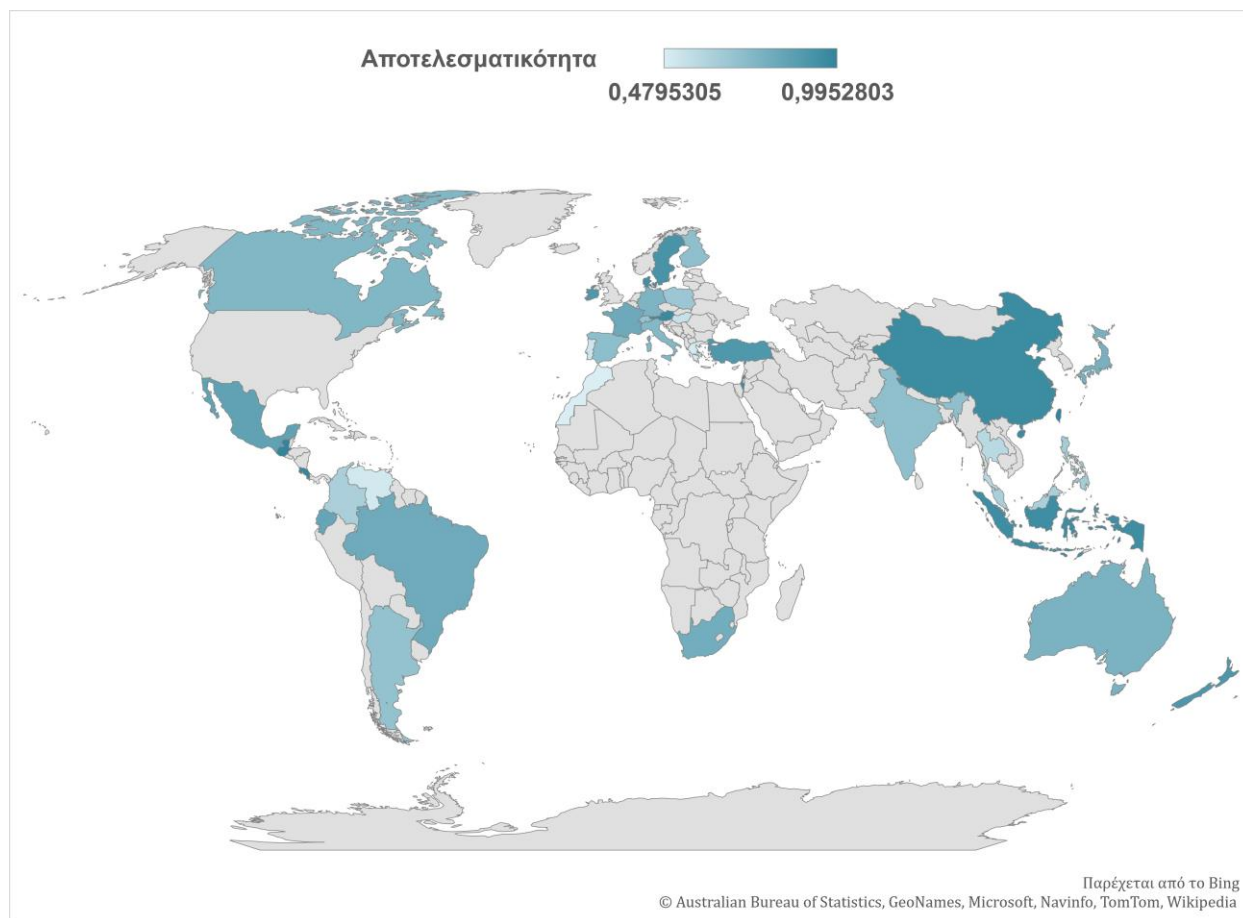 Αποτελεσματικότητα
0,4795305 0,9952803
Παρέχεται από το Bing
© Australian Bureau of Statistics, GeoNames, Microsoft, Navinfo, TomTom, Wikipedia